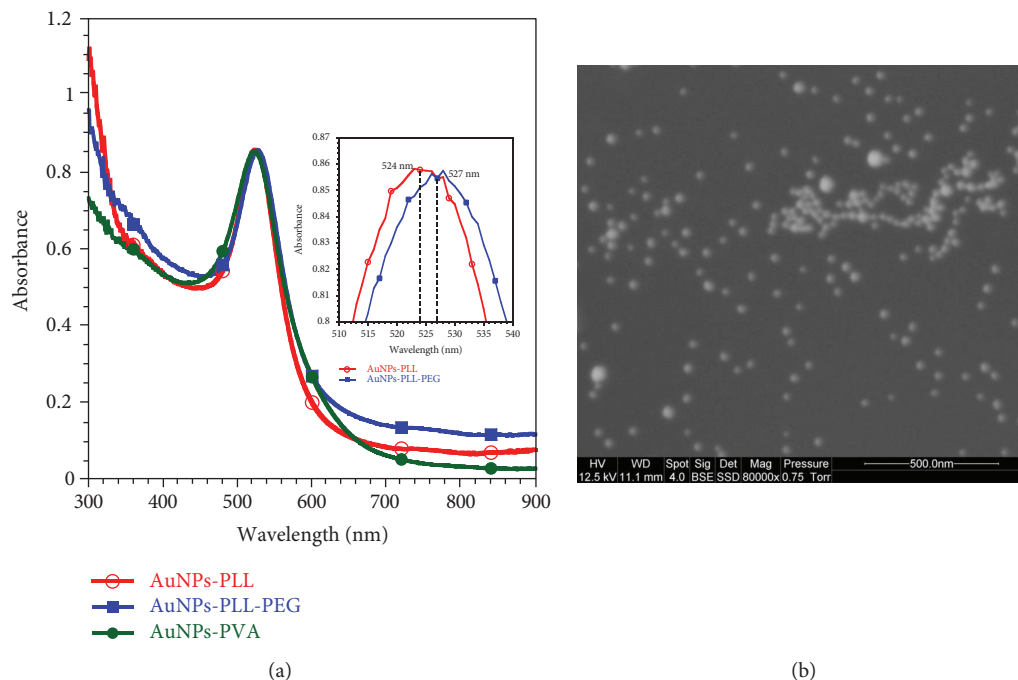 1.2
1
0.8
0.6
0.4
0.2
0
Absorbance
300 400 500 600 700 800 900
Wavelength (nm)
0.87
0.86
0.85
0.84
0.83
0.82
0.81
0.8
Absorbance
524 nm
527 nm
510 515 520 525 530 535 540
Wavelength (nm)
AuNPs-PLL
AuNPs-PLL-PEG
AuNPs-PLL
AuNPs-PLL-PEG
AuNPs-PVA
(a)
HV WD Spot Sig Det Mag Pressure 500.0nm
12.5 kV 11.1 mm 4.0 BSE SSD 80000x 0.75 Torr
(b)